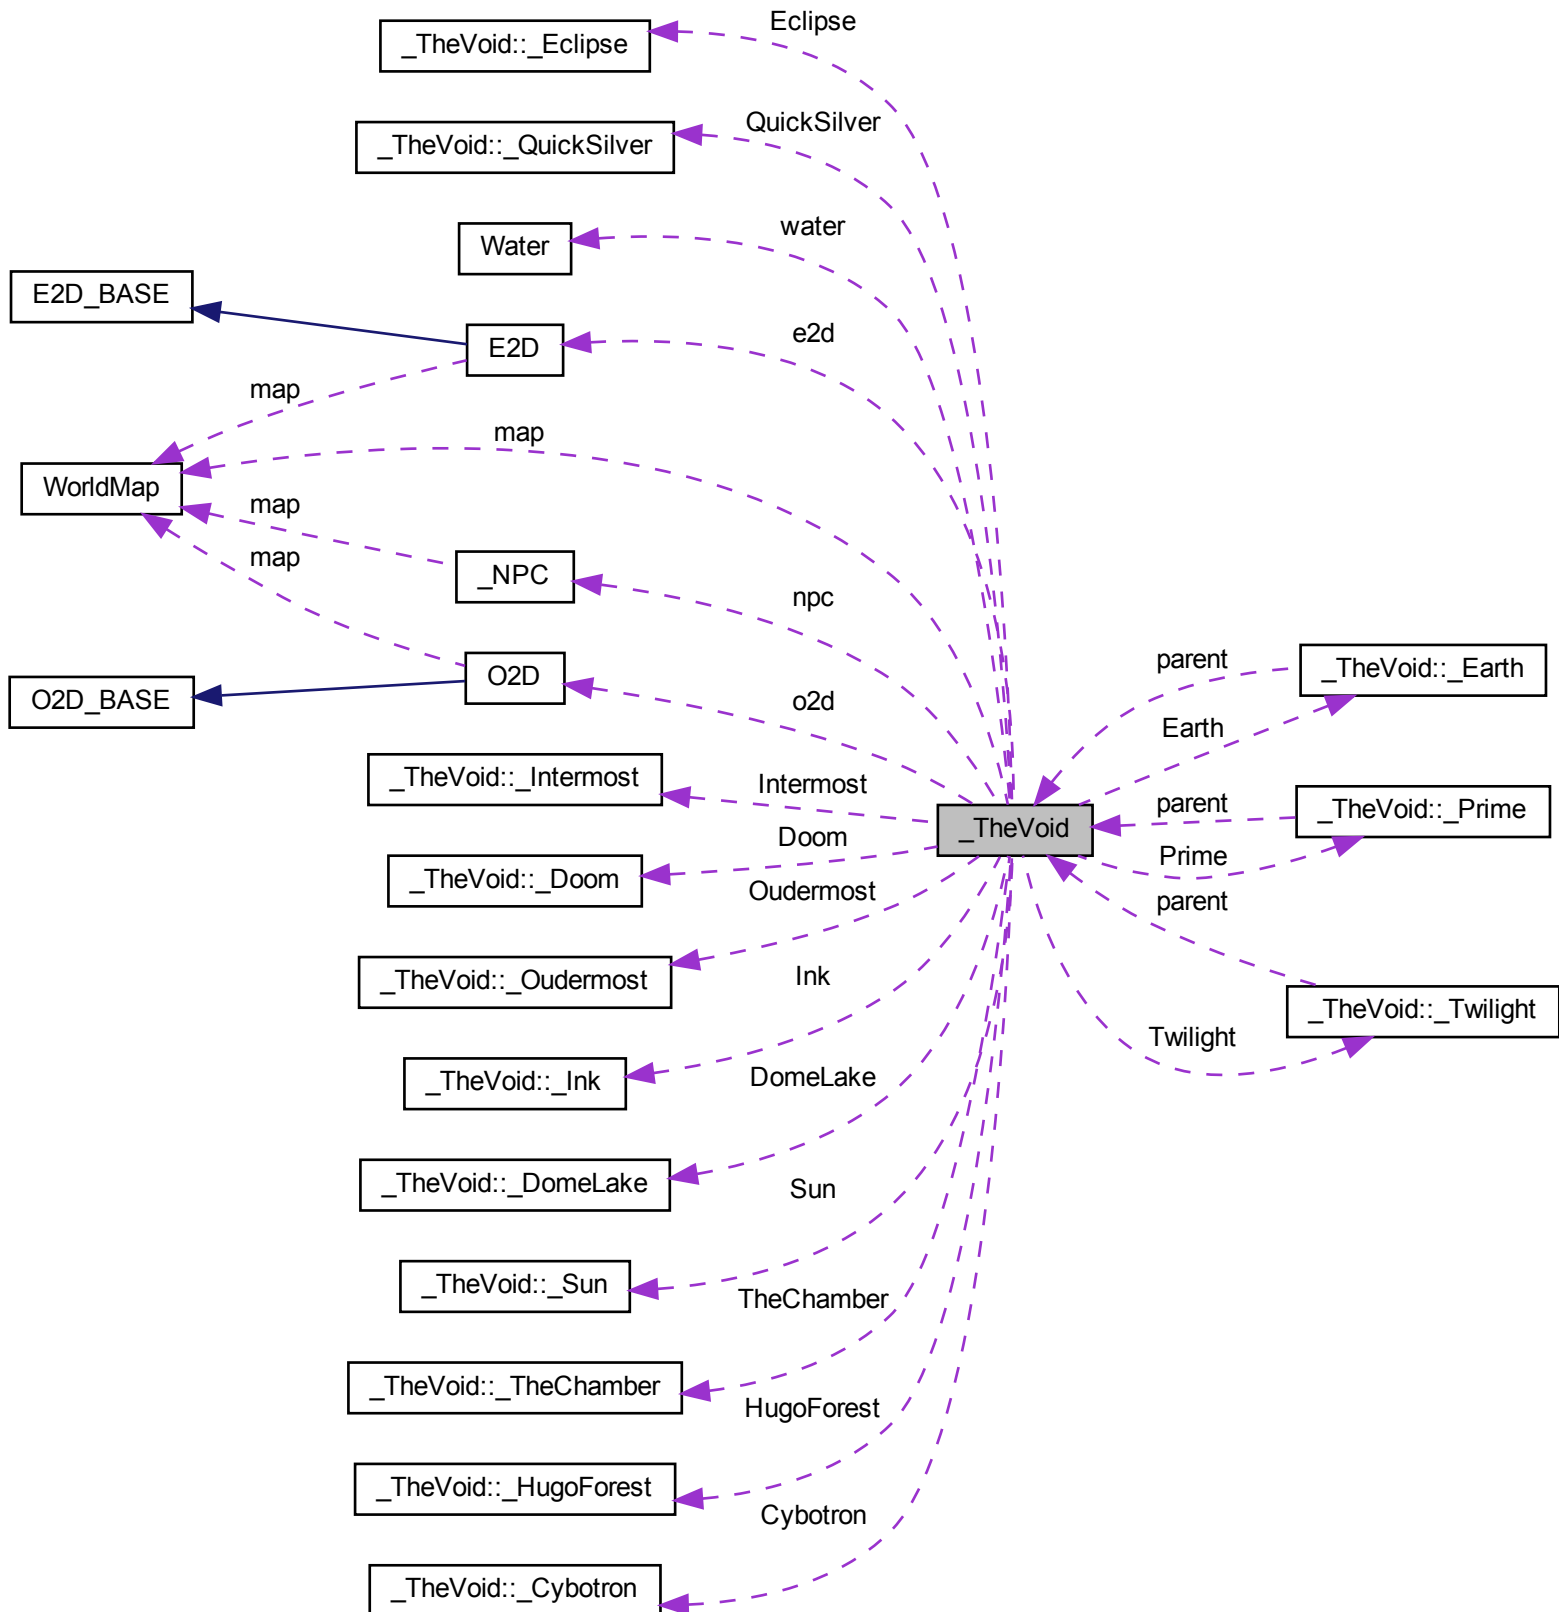 Eclipse
_TheVoid::_Eclipse
QuickSilver
_TheVoid::_QuickSilver
water
Water
E2D_BASE
e2d
E2D
map
map
WorldMap
map
_NPC
map
npc
O2D
O2D_BASE
o2d
parent
_TheVoid::_Earth
Earth
_TheVoid::_Intermost
Intermost
parent
_TheVoid::_Prime
_TheVoid
Doom
Prime
_TheVoid::_Doom
Oudermost
parent
_TheVoid::_Oudermost
Ink
_TheVoid::_Twilight
Twilight
_TheVoid::_Ink
DomeLake
_TheVoid::_DomeLake
Sun
_TheVoid::_Sun
TheChamber
_TheVoid::_TheChamber
HugoForest
_TheVoid::_HugoForest
Cybotron
_TheVoid::_Cybotron